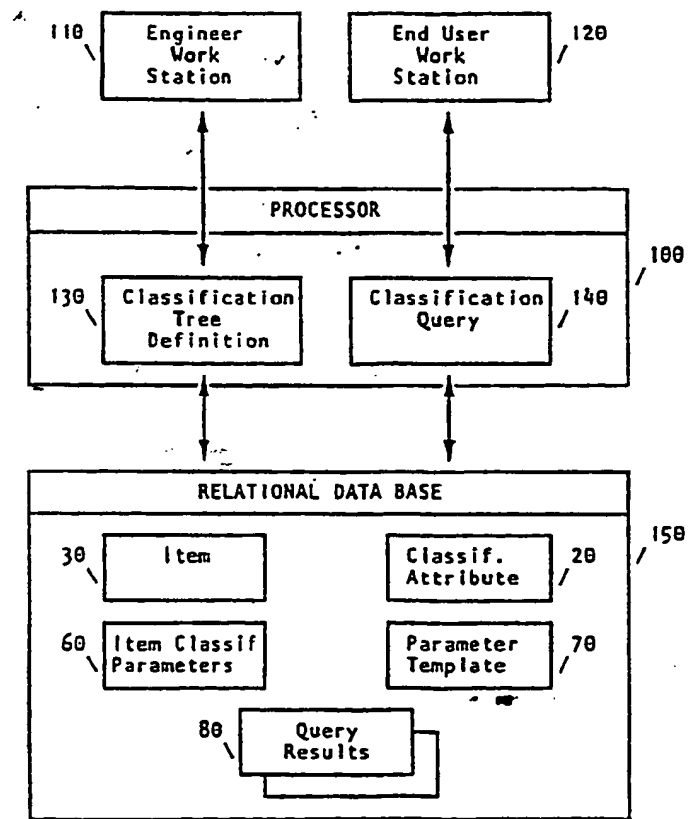 110 Engineer Work Station
End User Work Station 120
PROCESSOR
100
130 Classification Tree Definition
Classification Query 140
RELATIONAL DATA BASE
150
30 Item
Classif. Attribute 20
60 Item Classif Parameters
Parameter Template 70
80 Query Results